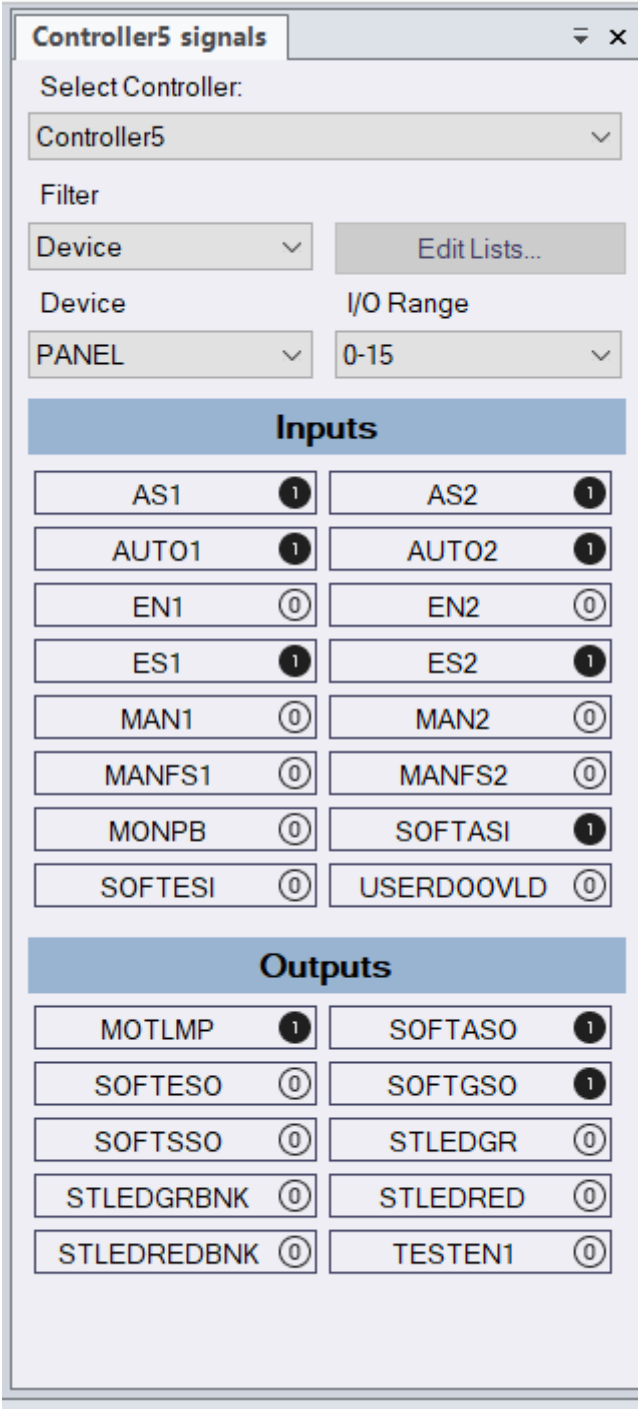 Controller5 signals
Select Controller:
Controller5
Filter
Device Edit Lists...
Device I/O Range
PANEL 0-15
Inputs
AS1 1 AS2 1
AUTO1 1 AUTO2 1
EN1 0 EN2 0
ES1 1 ES2 1
MAN1 0 MAN2 0
MANFS1 0 MANFS2 0
MONPB 0 SOFTASI 1
SOFTESI 0 USERDOOVLD 0
Outputs
MOTLMP 1 SOFTASO 1
SOFTESO 0 SOFTGSO 1
SOFTSSO 0 STLEDGR 0
STLEDGRBNK 0 STLEDRED 0
STLEDREDBNK 0 TESTEN1 0